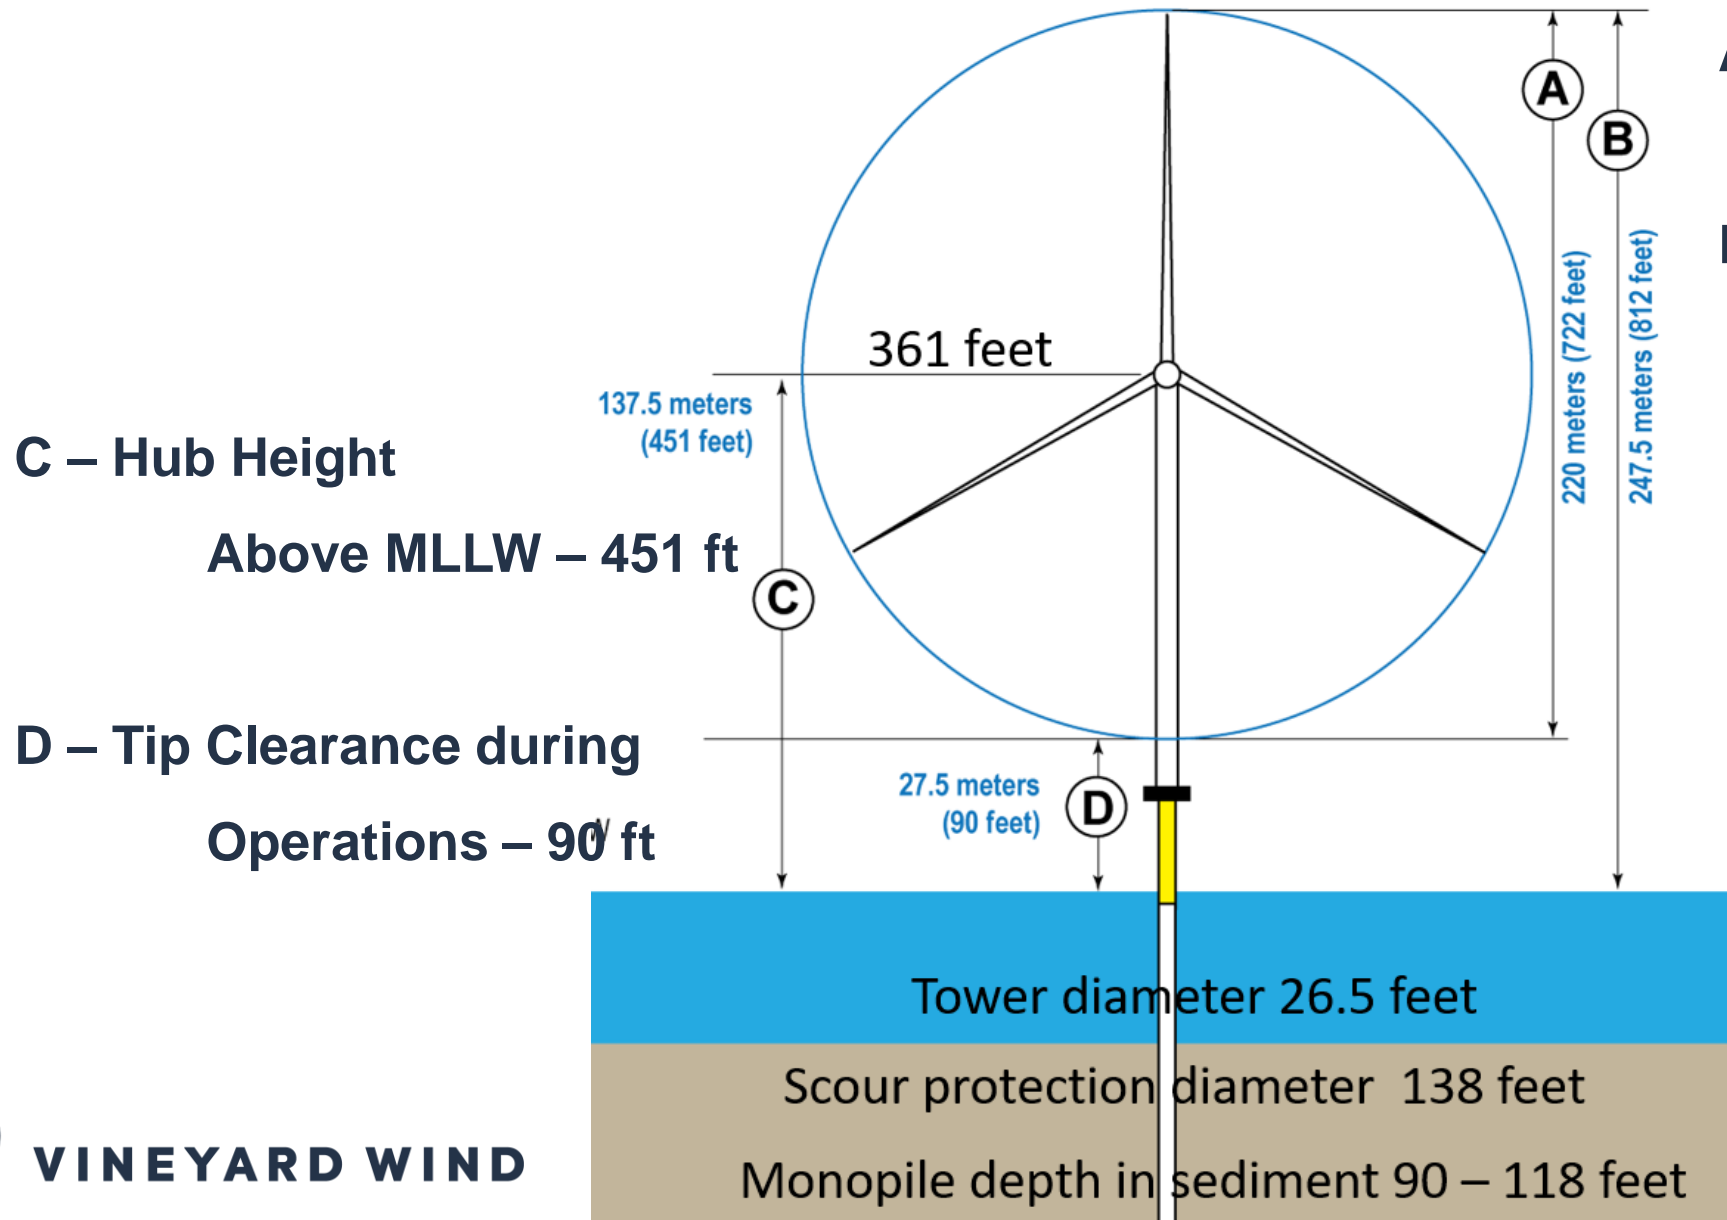 A
B
361 feet
137.5 meters
(451 feet)
220 meters (722 feet)
247.5 meters (812 feet)
C – Hub Height
Above MLLW – 451 ft
C
D – Tip Clearance during
Operations – 90 ft
27.5 meters
(90 feet)
D
Tower diameter 26.5 feet
Scour protection diameter 138 feet
Monopile depth in sediment 90 – 118 feet
VINEYARD WIND